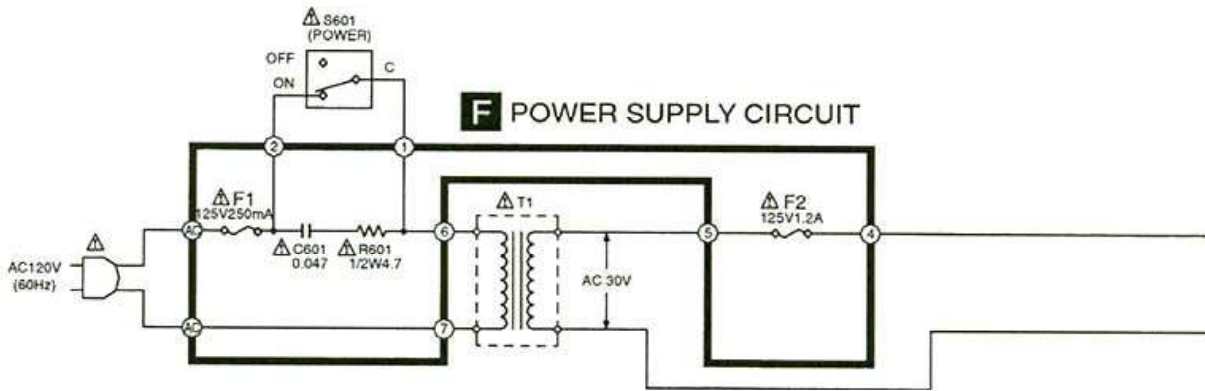 ⚠ S601
(POWER)
OFF
ON
C
F POWER SUPPLY CIRCUIT
2
1
⚠ F1
125V250mA
⚠ T1
⚠ F2
125V1.2A
AC
6
5
4
⚠
⚠ C601
0.047
⚠ R601
1/2W4.7
AC120V
(60Hz)
AC 30V
AC
7